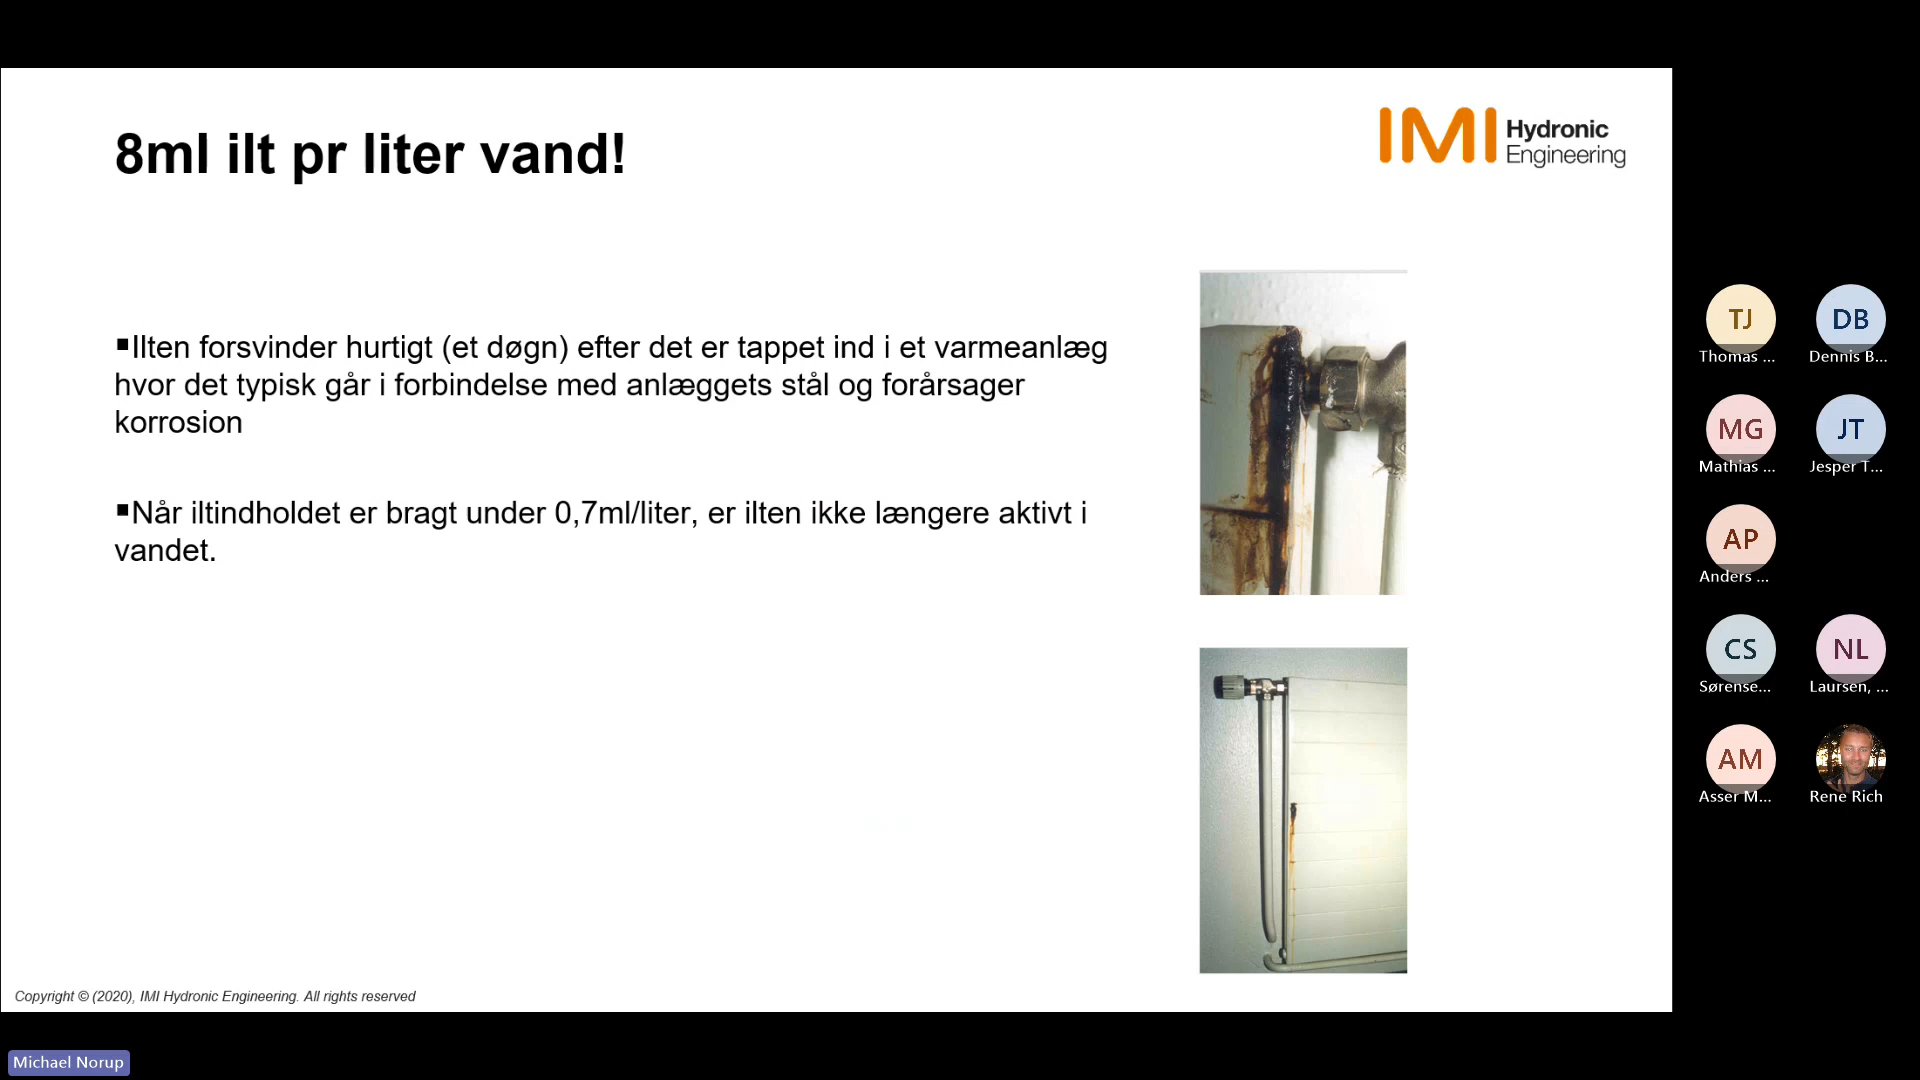 8ml ilt pr liter vand!
IMI Hydronic
Engineering
▪Ilten forsvinder hurtigt (et døgn) efter det er tappet ind i et varmeanlæg
hvor det typisk går i forbindelse med anlæggets stål og forårsager
korrosion
▪Når iltindholdet er bragt under 0,7ml/liter, er ilten ikke længere aktivt i
vandet.
Copyright © (2020), IMI Hydronic Engineering. All rights reserved
TJ
Thomas ...
DB
Dennis B...
MG
Mathias ...
JT
Jesper T...
AP
Anders ...
CS
Sørense...
NL
Laursen, ...
AM
Asser M...
Rene Rich
Michael Norup